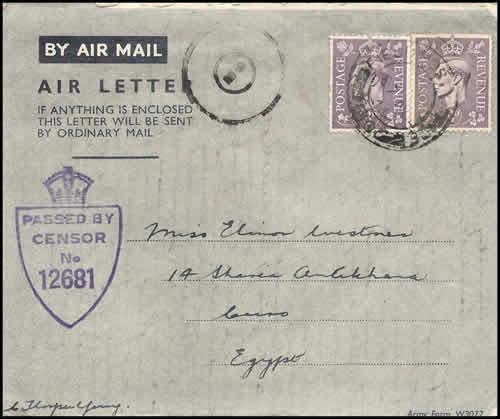 BY AIR MAIL
AIR LETTER
IF ANYTHING IS ENCLOSED
THIS LETTER WILL BE SENT
BY ORDINARY MAIL
POSTAGE REVENUE
POSTAGE REVENUE
PASSED BY
CENSOR
No
12681
Miss Elinor
14 Sharia
Cairo
Egypt
Army Form W3077